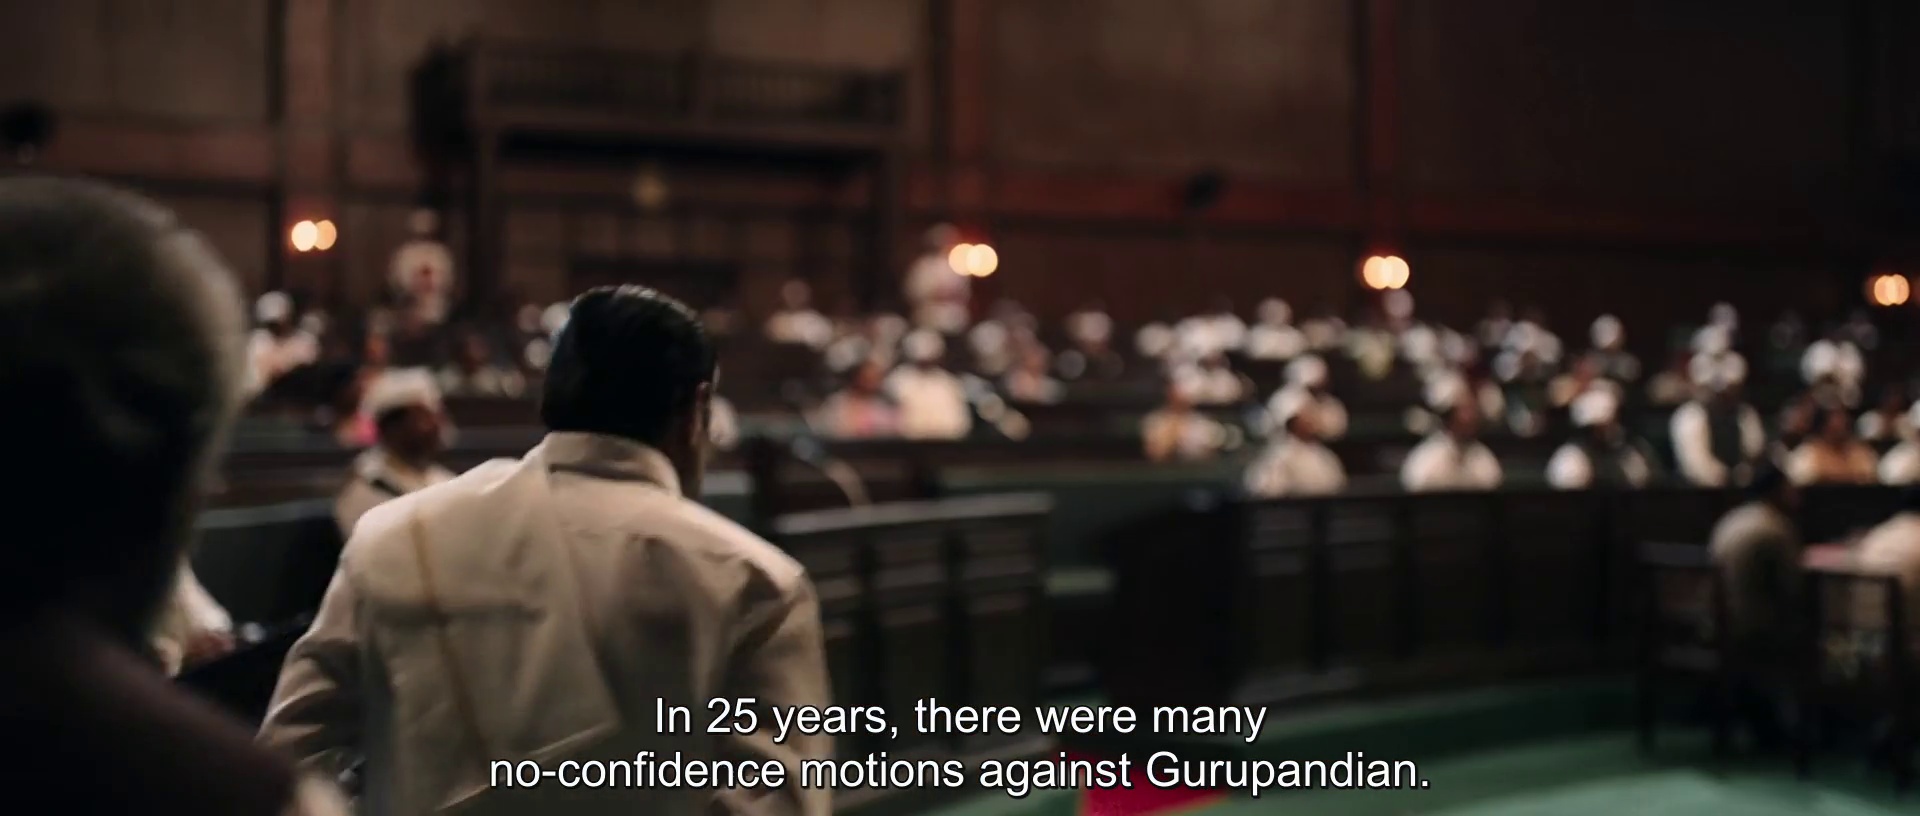 In 25 years, there were many
no-confidence motions against Gurupandian.